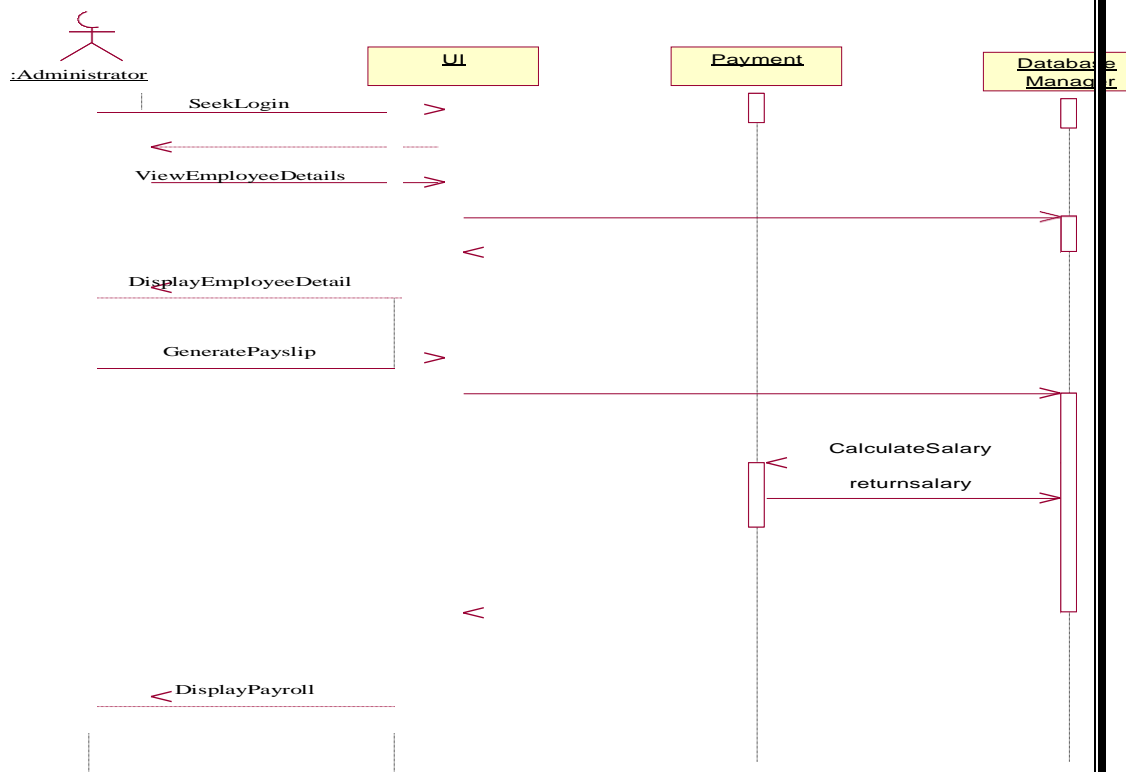 :Administrator
UI
Payment
Database
Manager
SeekLogin
ViewEmployeeDetails
DisplayEmployeeDetail
GeneratePayslip
CalculateSalary
returnsalary
DisplayPayroll